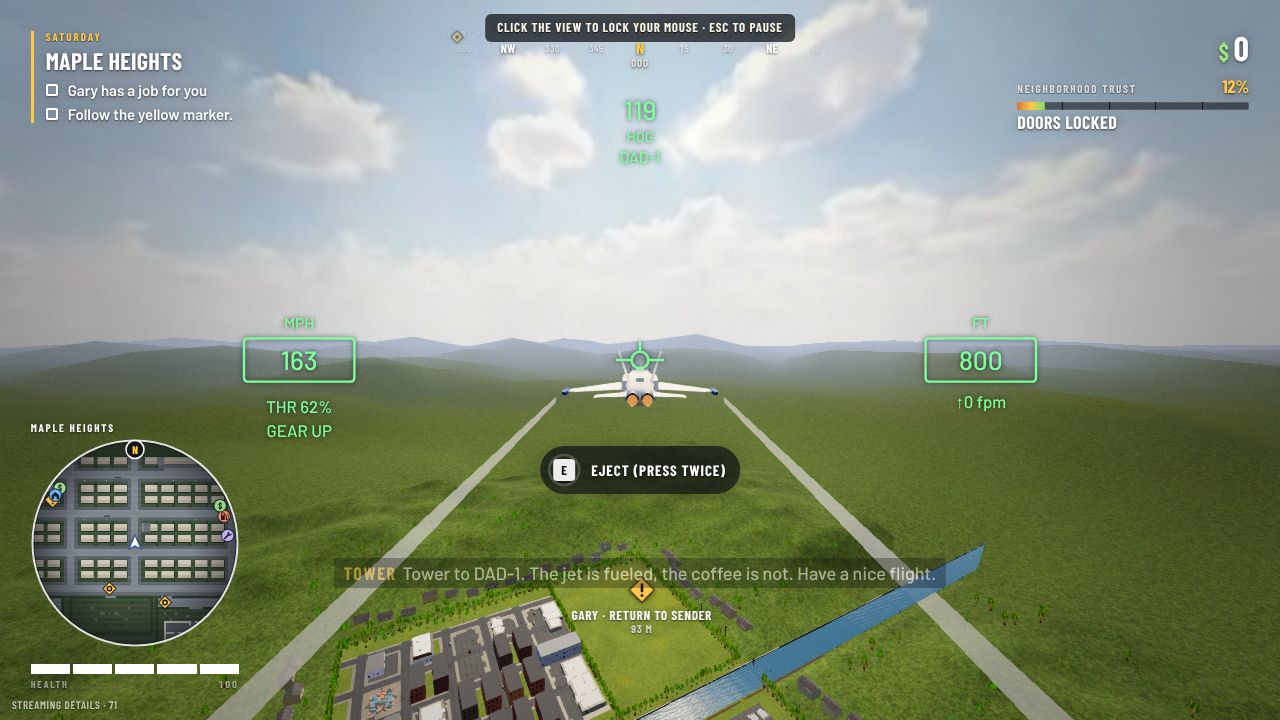 CLICK THE VIEW TO LOCK YOUR MOUSE · ESC TO PAUSE
300 NW 330 345 N 15 30 NE 60
000
SATURDAY
MAPLE HEIGHTS
Gary has a job for you
Follow the yellow marker.
$0
NEIGHBORHOOD TRUST 12%
DOORS LOCKED
119
HDG
DAD-1
MPH
163
THR 62%
GEAR UP
FT
800
↑0 fpm
E EJECT (PRESS TWICE)
TOWER Tower to DAD-1. The jet is fueled, the coffee is not. Have a nice flight.
GARY · RETURN TO SENDER
93 M
MAPLE HEIGHTS
N
HEALTH 100
STREAMING DETAILS · 71